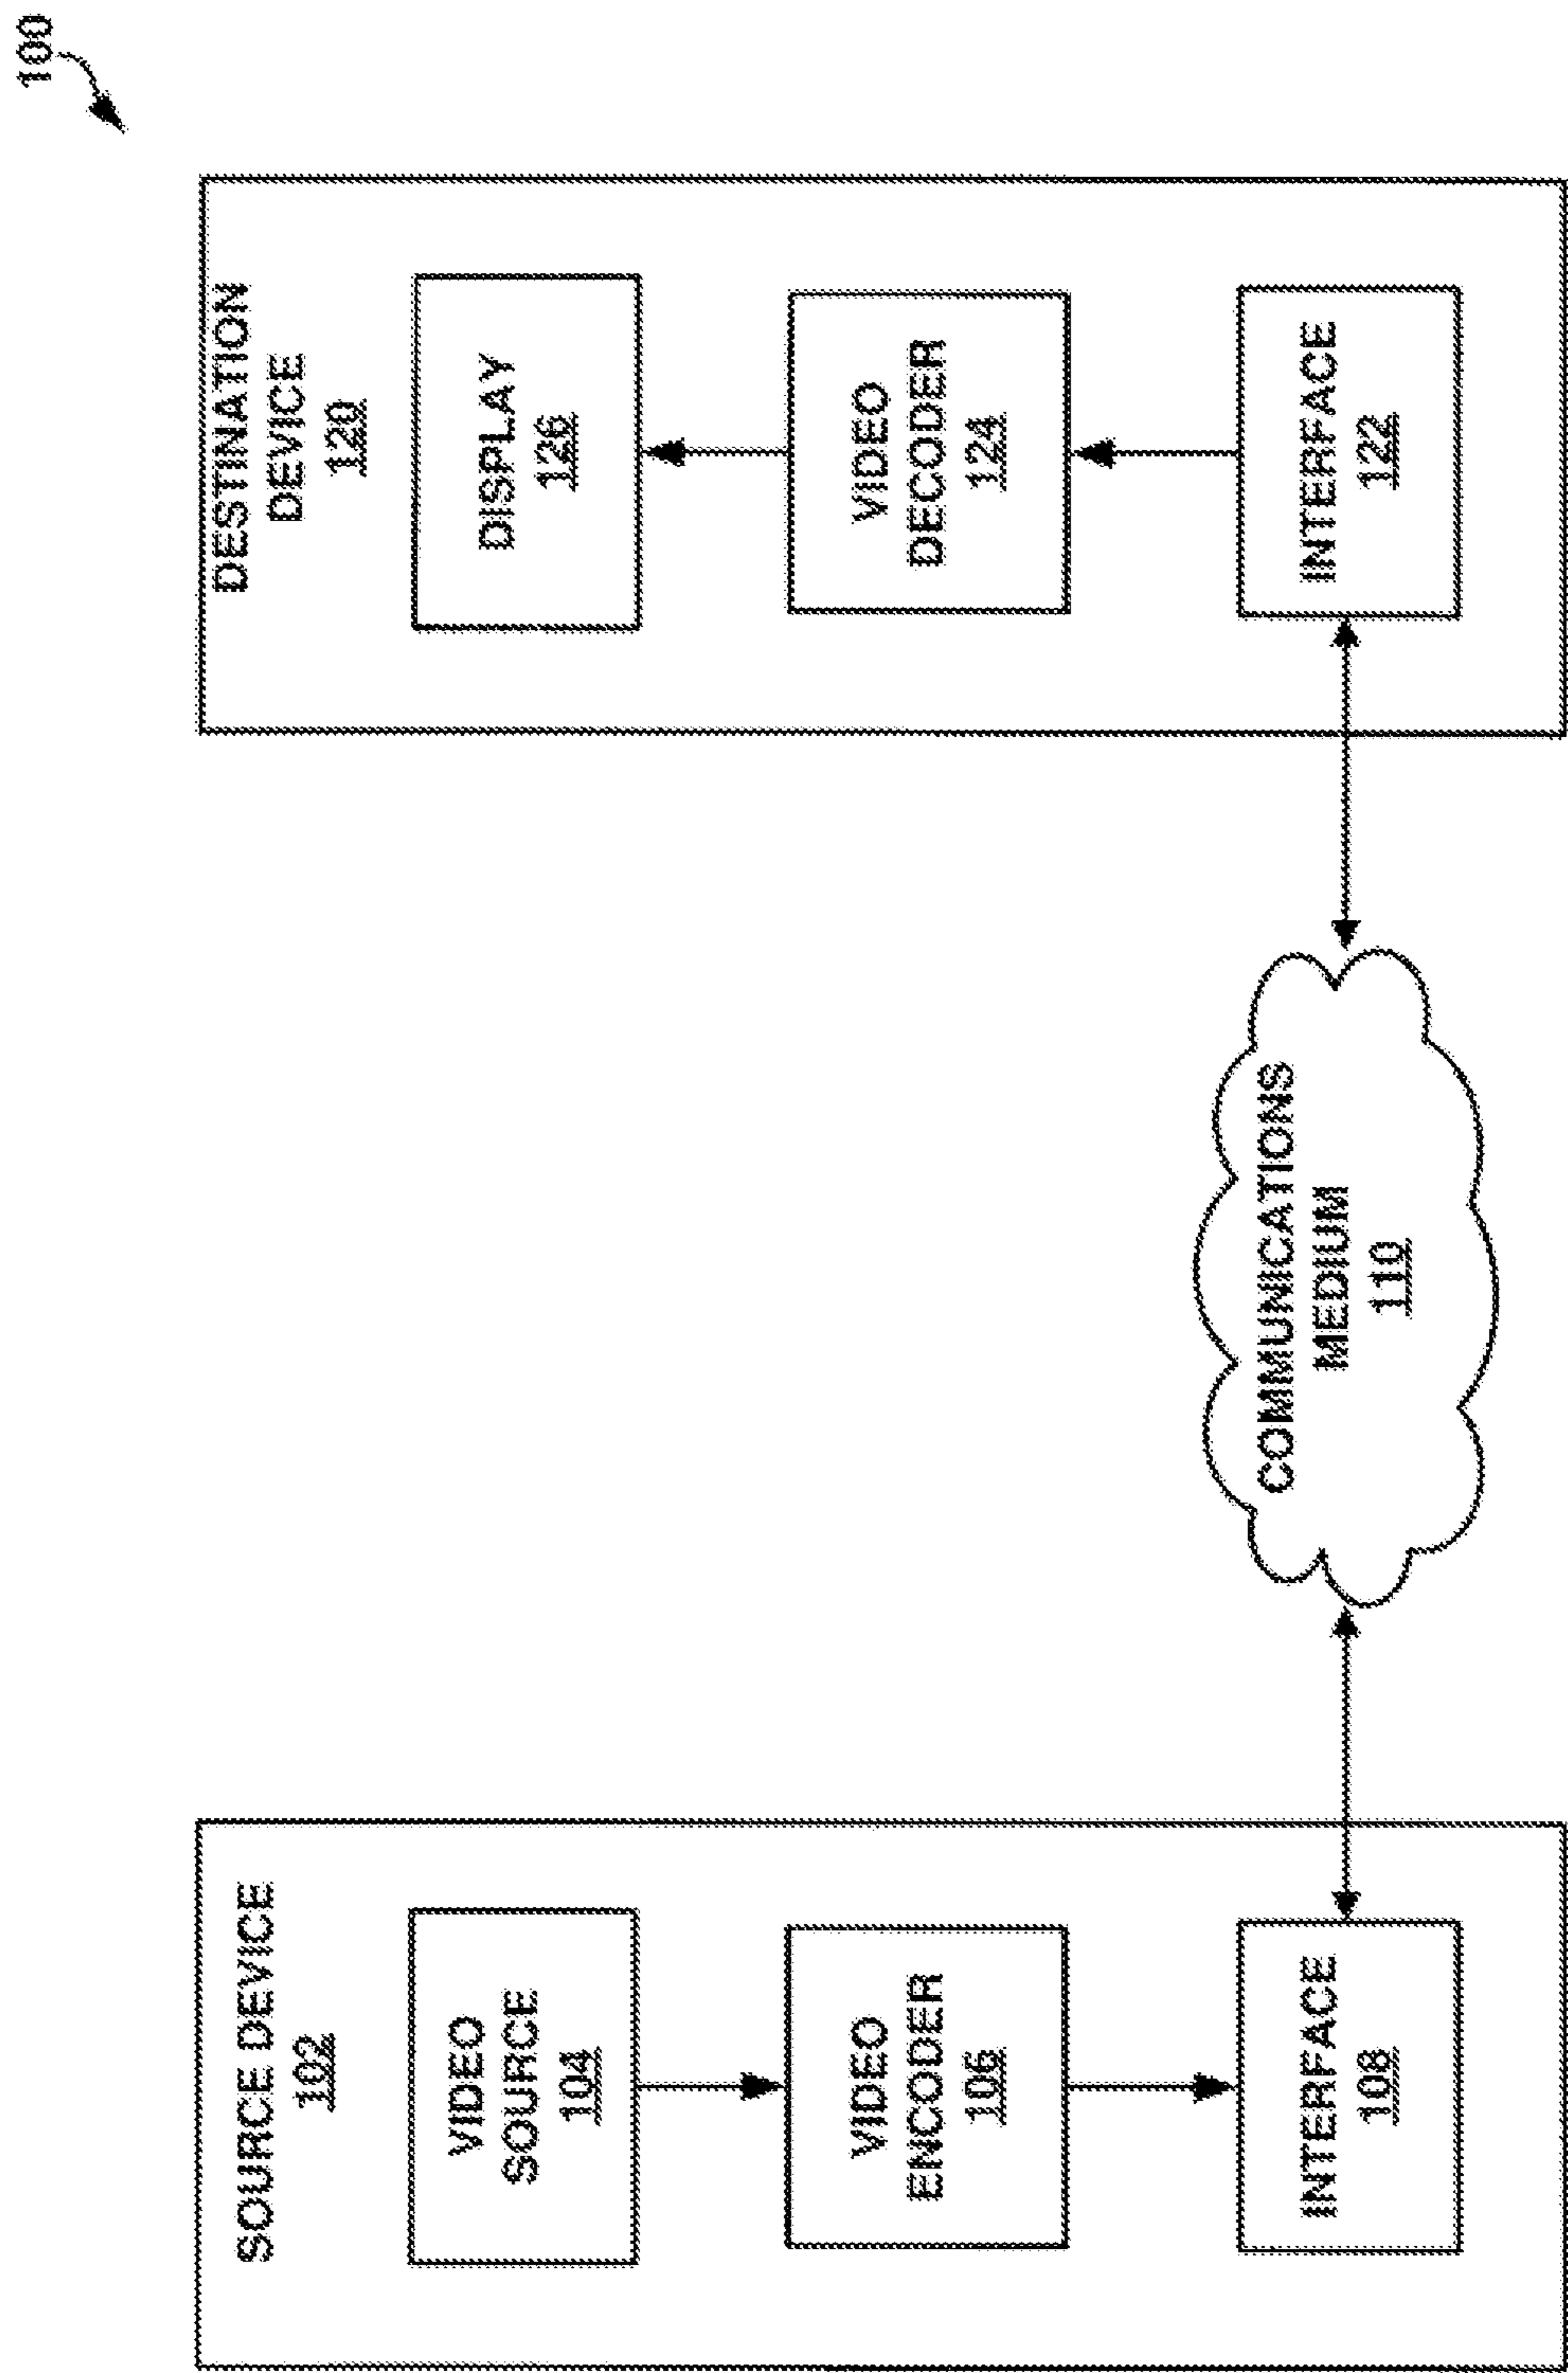 100
SOURCE DEVICE
102
VIDEO
SOURCE
104
VIDEO
ENCODER
106
INTERFACE
108
COMMUNICATIONS
MEDIUM
110
DESTINATION
DEVICE
120
DISPLAY
126
VIDEO
DECODER
124
INTERFACE
122